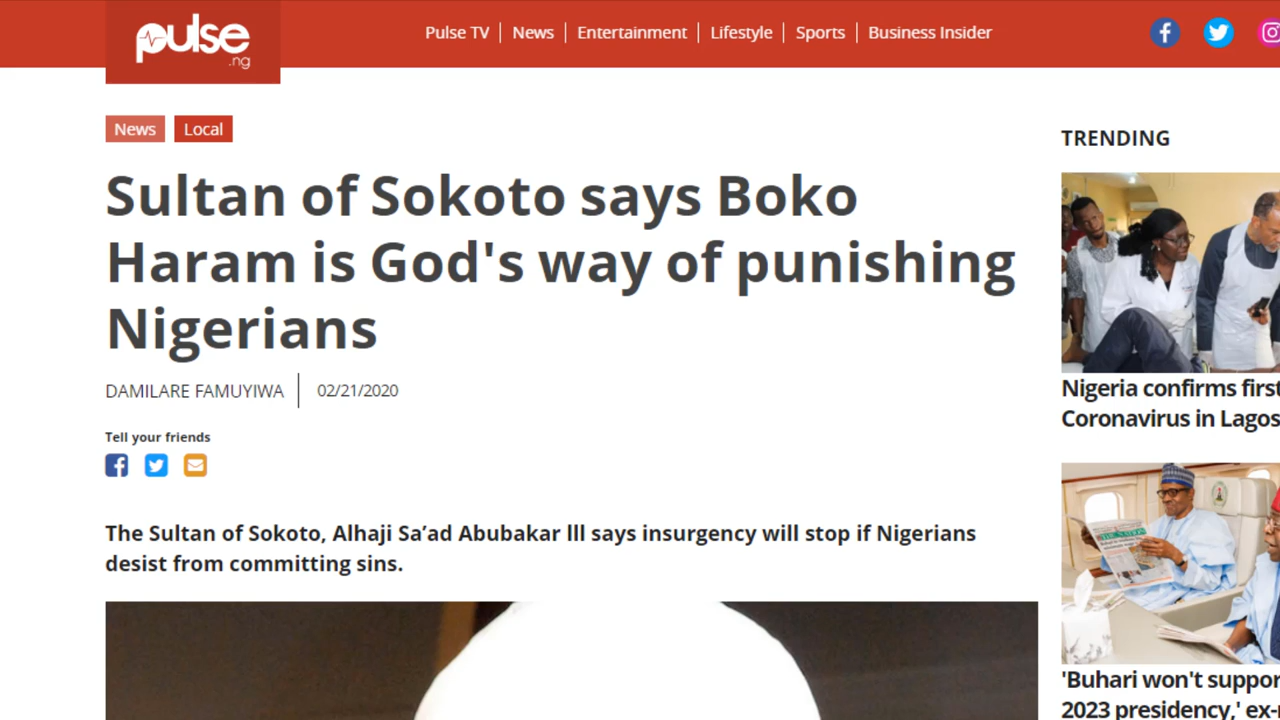 pulse
.ng
Pulse TV
News
Entertainment
Lifestyle
Sports
Business Insider
News
Local
Sultan of Sokoto says Boko
Haram is God's way of punishing
Nigerians
DAMILARE FAMUYIWA
02/21/2020
Tell your friends
The Sultan of Sokoto, Alhaji Sa’ad Abubakar lll says insurgency will stop if Nigerians
desist from committing sins.
TRENDING
Nigeria confirms first
Coronavirus in Lagos
'Buhari won't suppor
2023 presidency,' ex-